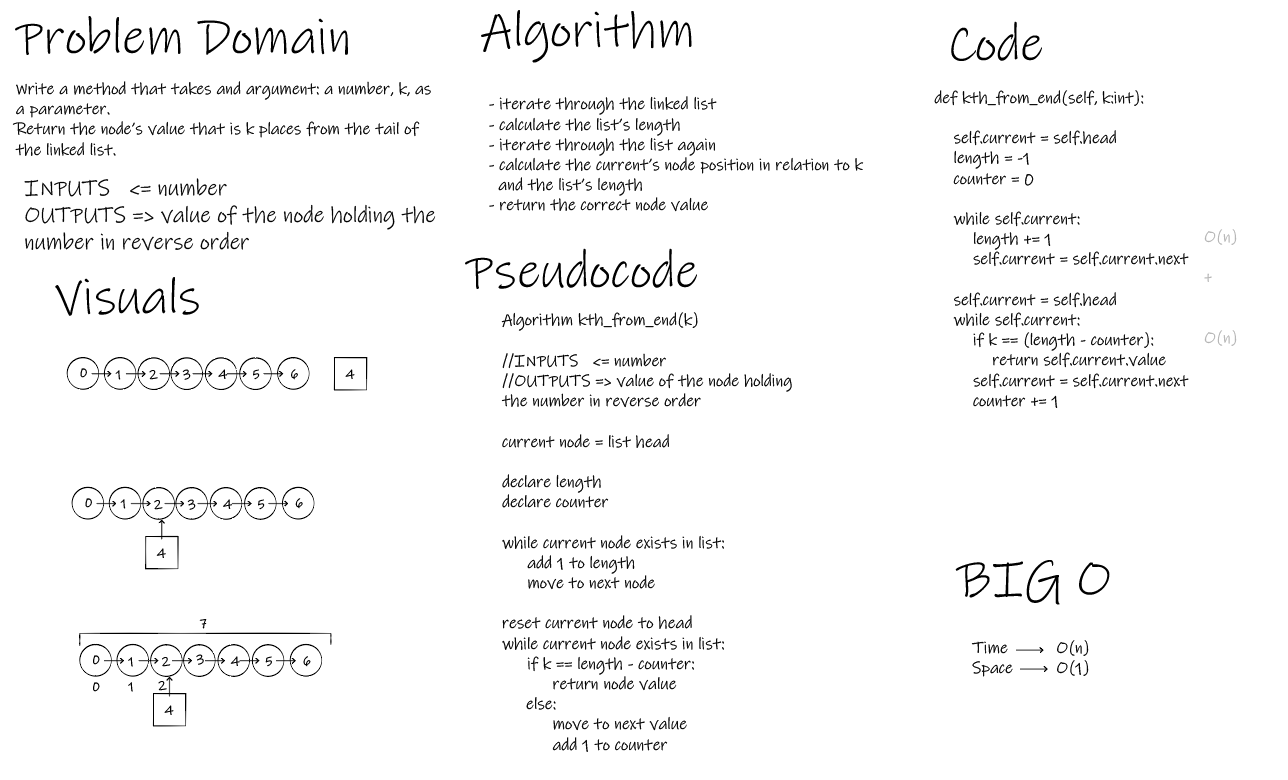 Problem Domain
Write a method that takes and argument: a number, k, as
a parameter.
Return the node's value that is k places from the tail of
the linked list.
INPUTS <= number
OUTPUTS => value of the node holding the
number in reverse order
Visuals
0 1 2 3 4 5 6 4
0 1 2 3 4 5 6
4
7
0 1 2 3 4 5 6
0 1 2
4
Algorithm
- iterate through the linked list
- calculate the list's length
- iterate through the list again
- calculate the current's node position in relation to k
and the list's length
- return the correct node value
Pseudocode
Algorithm kth_from_end(k)
//INPUTS <= number
//OUTPUTS => value of the node holding
the number in reverse order
current node = list head
declare length
declare counter
while current node exists in list:
add 1 to length
move to next node
reset current node to head
while current node exists in list:
if k == length - counter:
return node value
else:
move to next value
add 1 to counter
Code
def kth_from_end(self, k:int):
self.current = self.head
length = -1
counter = 0
while self.current:
length += 1 O(n)
self.current = self.current.next
+
self.current = self.head
while self.current:
if k == (length - counter): O(n)
return self.current.value
self.current = self.current.next
counter += 1
BIG O
Time → O(n)
Space → O(1)